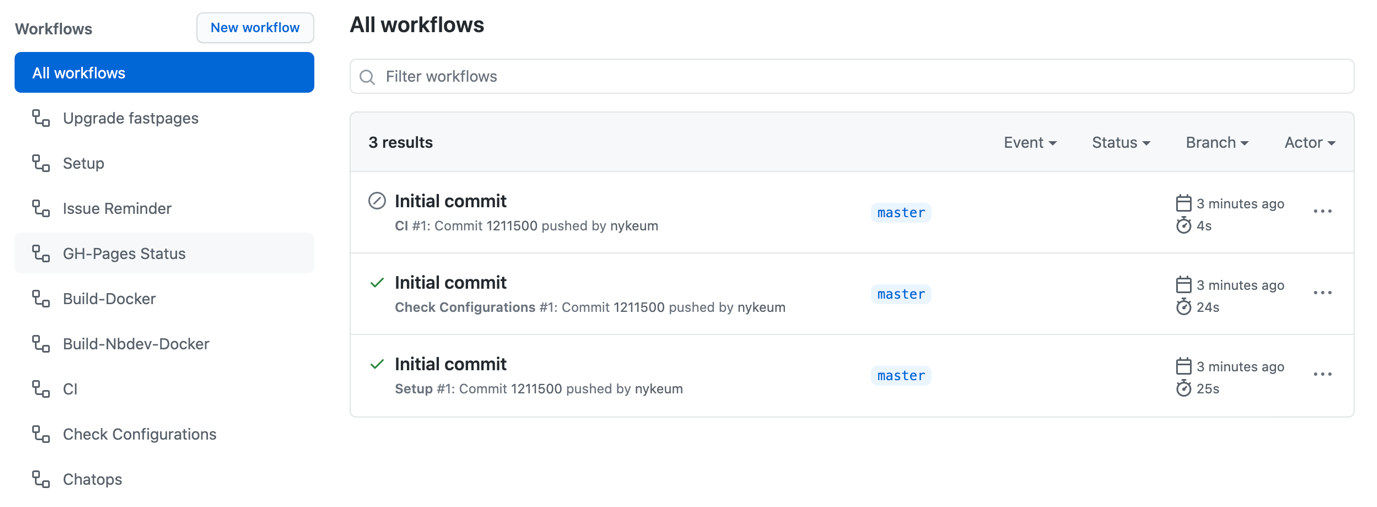 Workflows
New workflow
All workflows
Upgrade fastpages
Setup
Issue Reminder
GH-Pages Status
Build-Docker
Build-Nbdev-Docker
CI
Check Configurations
Chatops
All workflows
Filter workflows
3 results
Event
Status
Branch
Actor
Initial commit
CI #1: Commit 1211500 pushed by nykeum
master
3 minutes ago
4s
Initial commit
Check Configurations #1: Commit 1211500 pushed by nykeum
master
3 minutes ago
24s
Initial commit
Setup #1: Commit 1211500 pushed by nykeum
master
3 minutes ago
25s